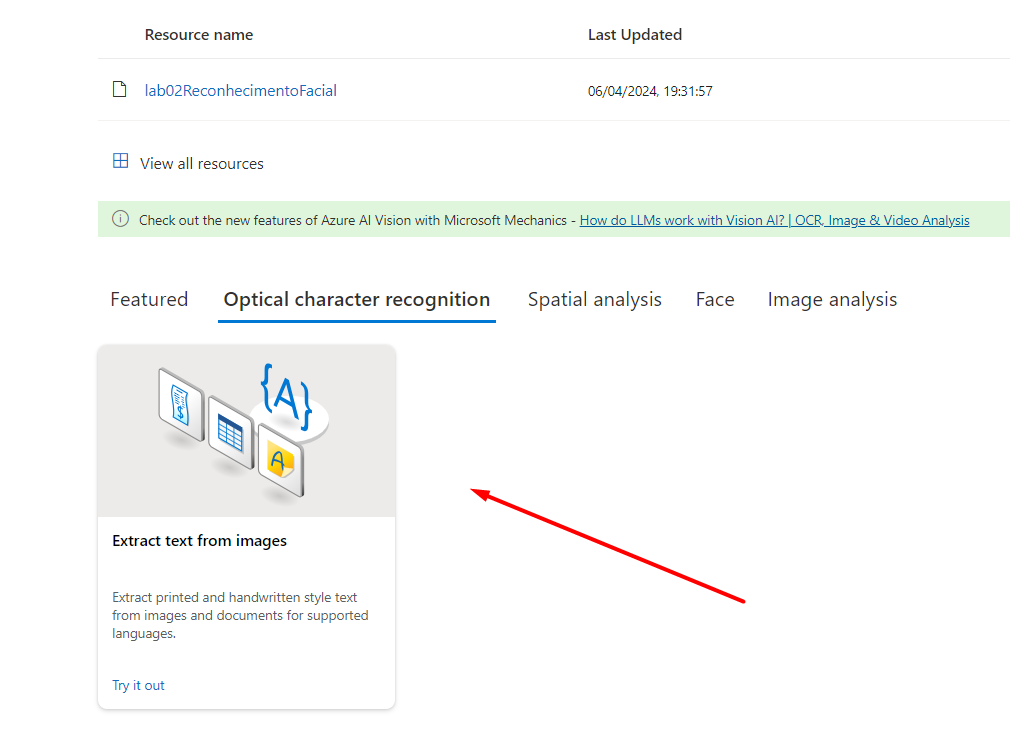 Resource name Last Updated
lab02ReconhecimentoFacial 06/04/2024, 19:31:57
View all resources
Check out the new features of Azure AI Vision with Microsoft Mechanics - How do LLMs work with Vision AI? | OCR, Image & Video Analysis
Featured Optical character recognition Spatial analysis Face Image analysis
{A}
A
Extract text from images
Extract printed and handwritten style text
from images and documents for supported
languages.
Try it out